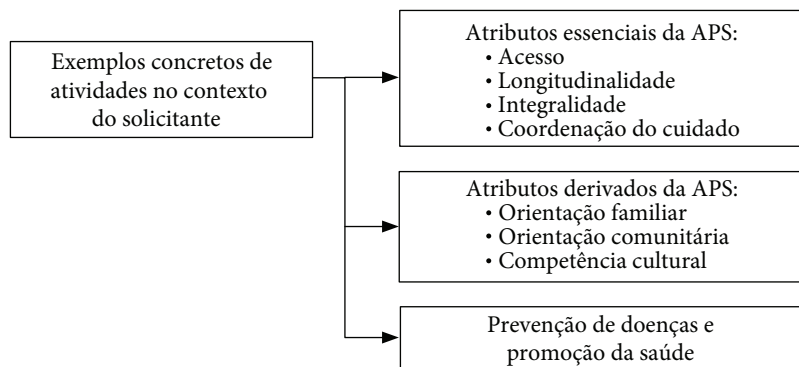 Exemplos concretos de
atividades no contexto
do solicitante
Atributos essenciais da APS:
• Acesso
• Longitudinalidade
• Integralidade
• Coordenação do cuidado
Atributos derivados da APS:
• Orientação familiar
• Orientação comunitária
• Competência cultural
Prevenção de doenças e
promoção da saúde